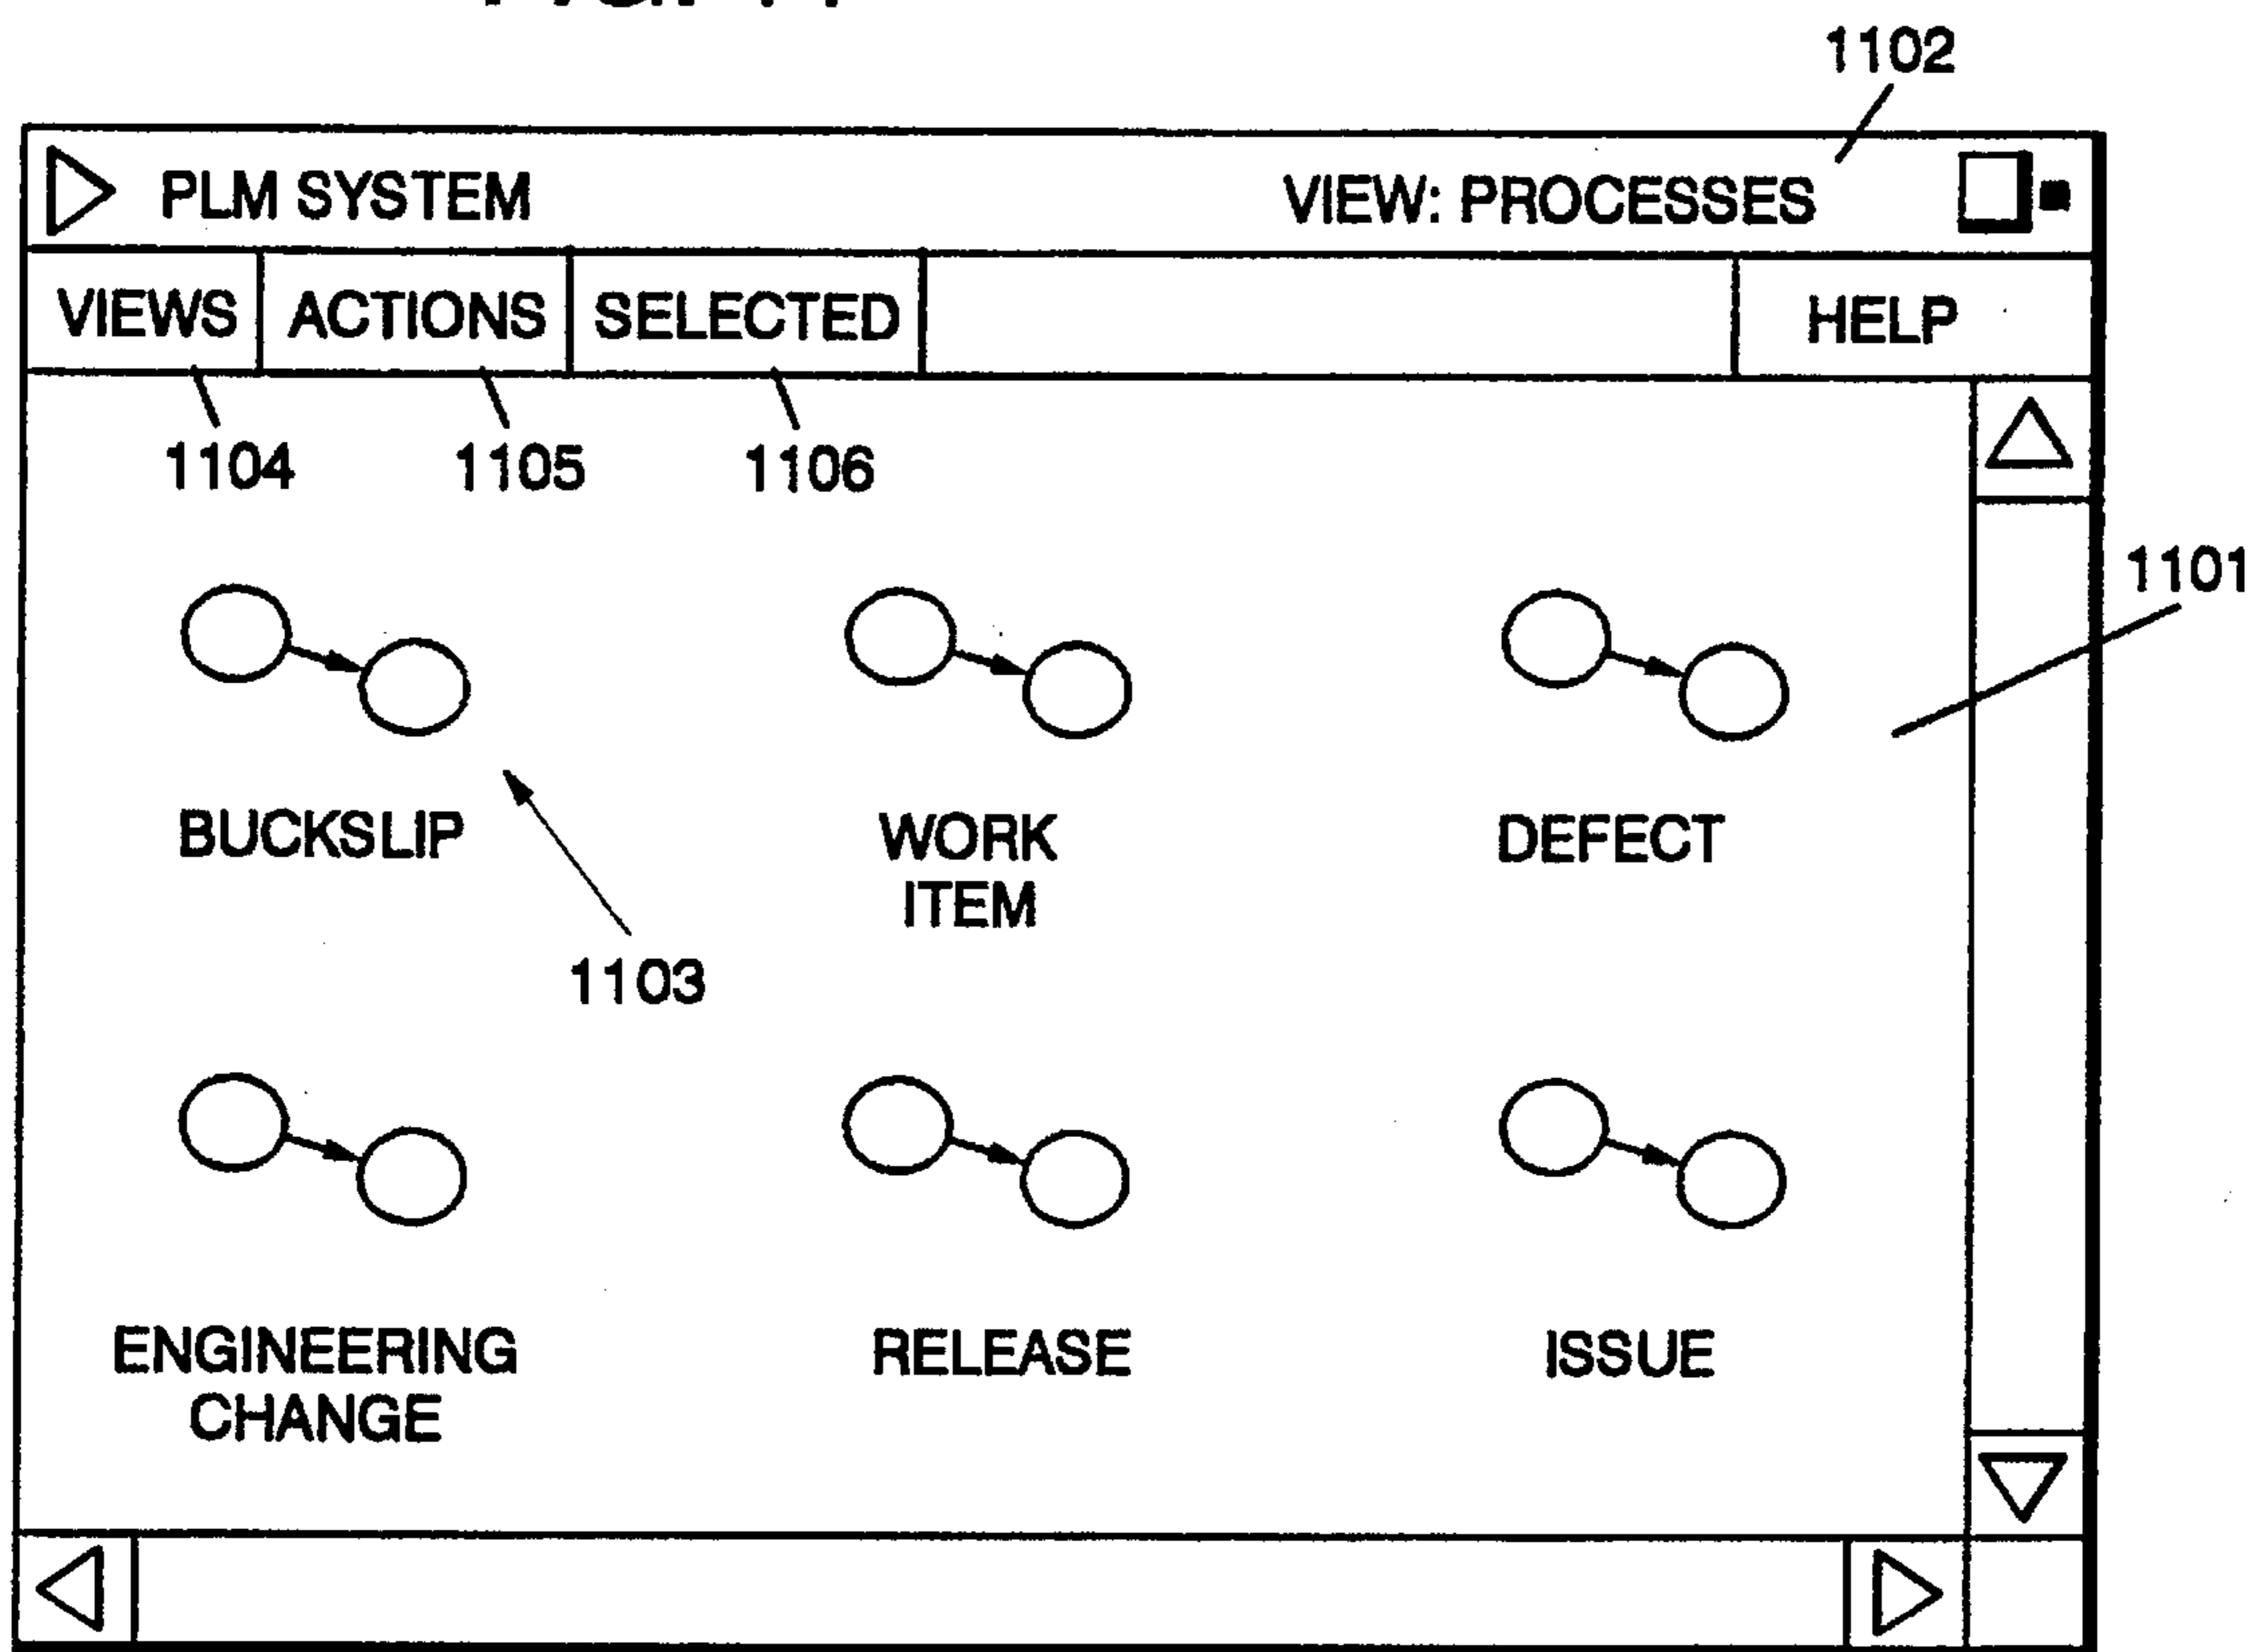 1102
PLM SYSTEM VIEW: PROCESSES
VIEWS ACTIONS SELECTED HELP
1104 1105 1106
1101
BUCKSLIP WORK ITEM DEFECT
1103
ENGINEERING CHANGE RELEASE ISSUE